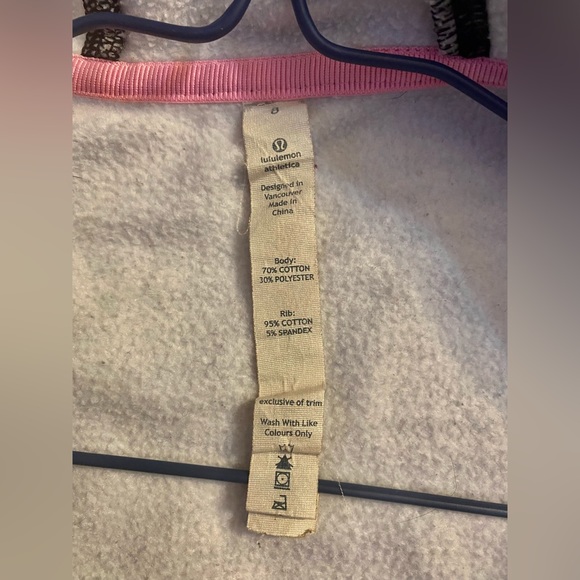 8
lululemon
athletica
Designed in
Vancouver
Made in
China
Body:
70% COTTON
30% POLYESTER
Rib:
95% COTTON
5% SPANDEX
exclusive of trim
Wash With Like
Colours Only